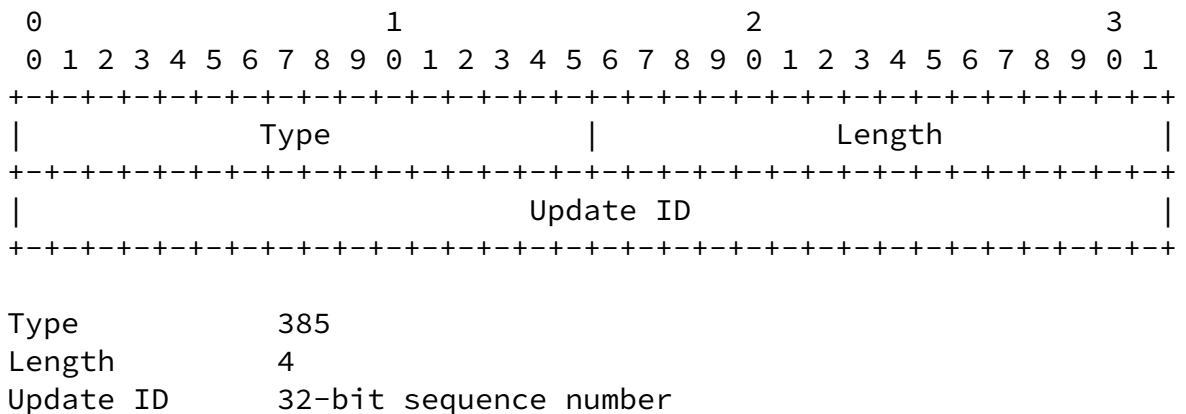 0                   1                   2                   3
 0 1 2 3 4 5 6 7 8 9 0 1 2 3 4 5 6 7 8 9 0 1 2 3 4 5 6 7 8 9 0 1
+-+-+-+-+-+-+-+-+-+-+-+-+-+-+-+-+-+-+-+-+-+-+-+-+-+-+-+-+-+-+-+-+
|             Type              |             Length            |
+-+-+-+-+-+-+-+-+-+-+-+-+-+-+-+-+-+-+-+-+-+-+-+-+-+-+-+-+-+-+-+-+
|                            Update ID                          |
+-+-+-+-+-+-+-+-+-+-+-+-+-+-+-+-+-+-+-+-+-+-+-+-+-+-+-+-+-+-+-+-+
Type           385
Length         4
Update ID      32-bit sequence number